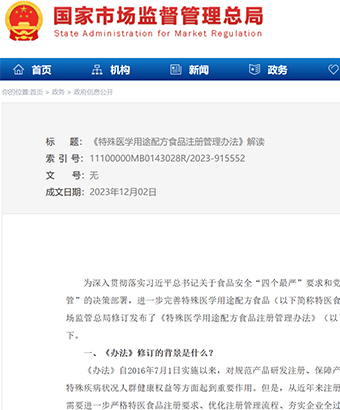 国家市场监督管理总局
State Administration for Market Regulation
首页 机构 新闻 政务
你的位置:首页 > 政务 > 政府信息公开
标 题: 《特殊医学用途配方食品注册管理办法》解读
索 引 号: 11100000MB0143028R/2023-915552
文 号: 无
成文日期: 2023年12月02日
为深入贯彻落实习近平总书记关于食品安全“四个最严”要求和党
管”的决策部署，进一步完善特殊医学用途配方食品（以下简称特医食
场监管总局修订发布了《特殊医学用途配方食品注册管理办法》（以
下。
一、《办法》修订的背景是什么？
《办法》自2016年7月1日实施以来，对规范产品研发注册、保障产
特殊疾病状况人群健康权益等方面起到重要作用。但是，从近年来注册
需要进一步严格特医食品注册要求、优化注册管理流程、夯实企业全过